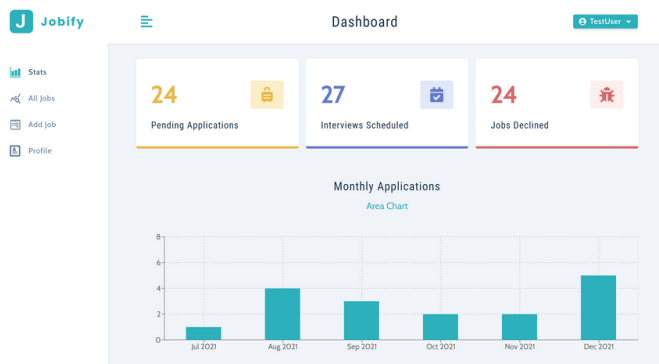 Jobify
Dashboard
TestUser
Stats
All Jobs
Add Job
Profile
24
Pending Applications
27
Interviews Scheduled
24
Jobs Declined
Monthly Applications
Area Chart
8
6
4
2
0
Jul 2021 Aug 2021 Sep 2021 Oct 2021 Nov 2021 Dec 2021